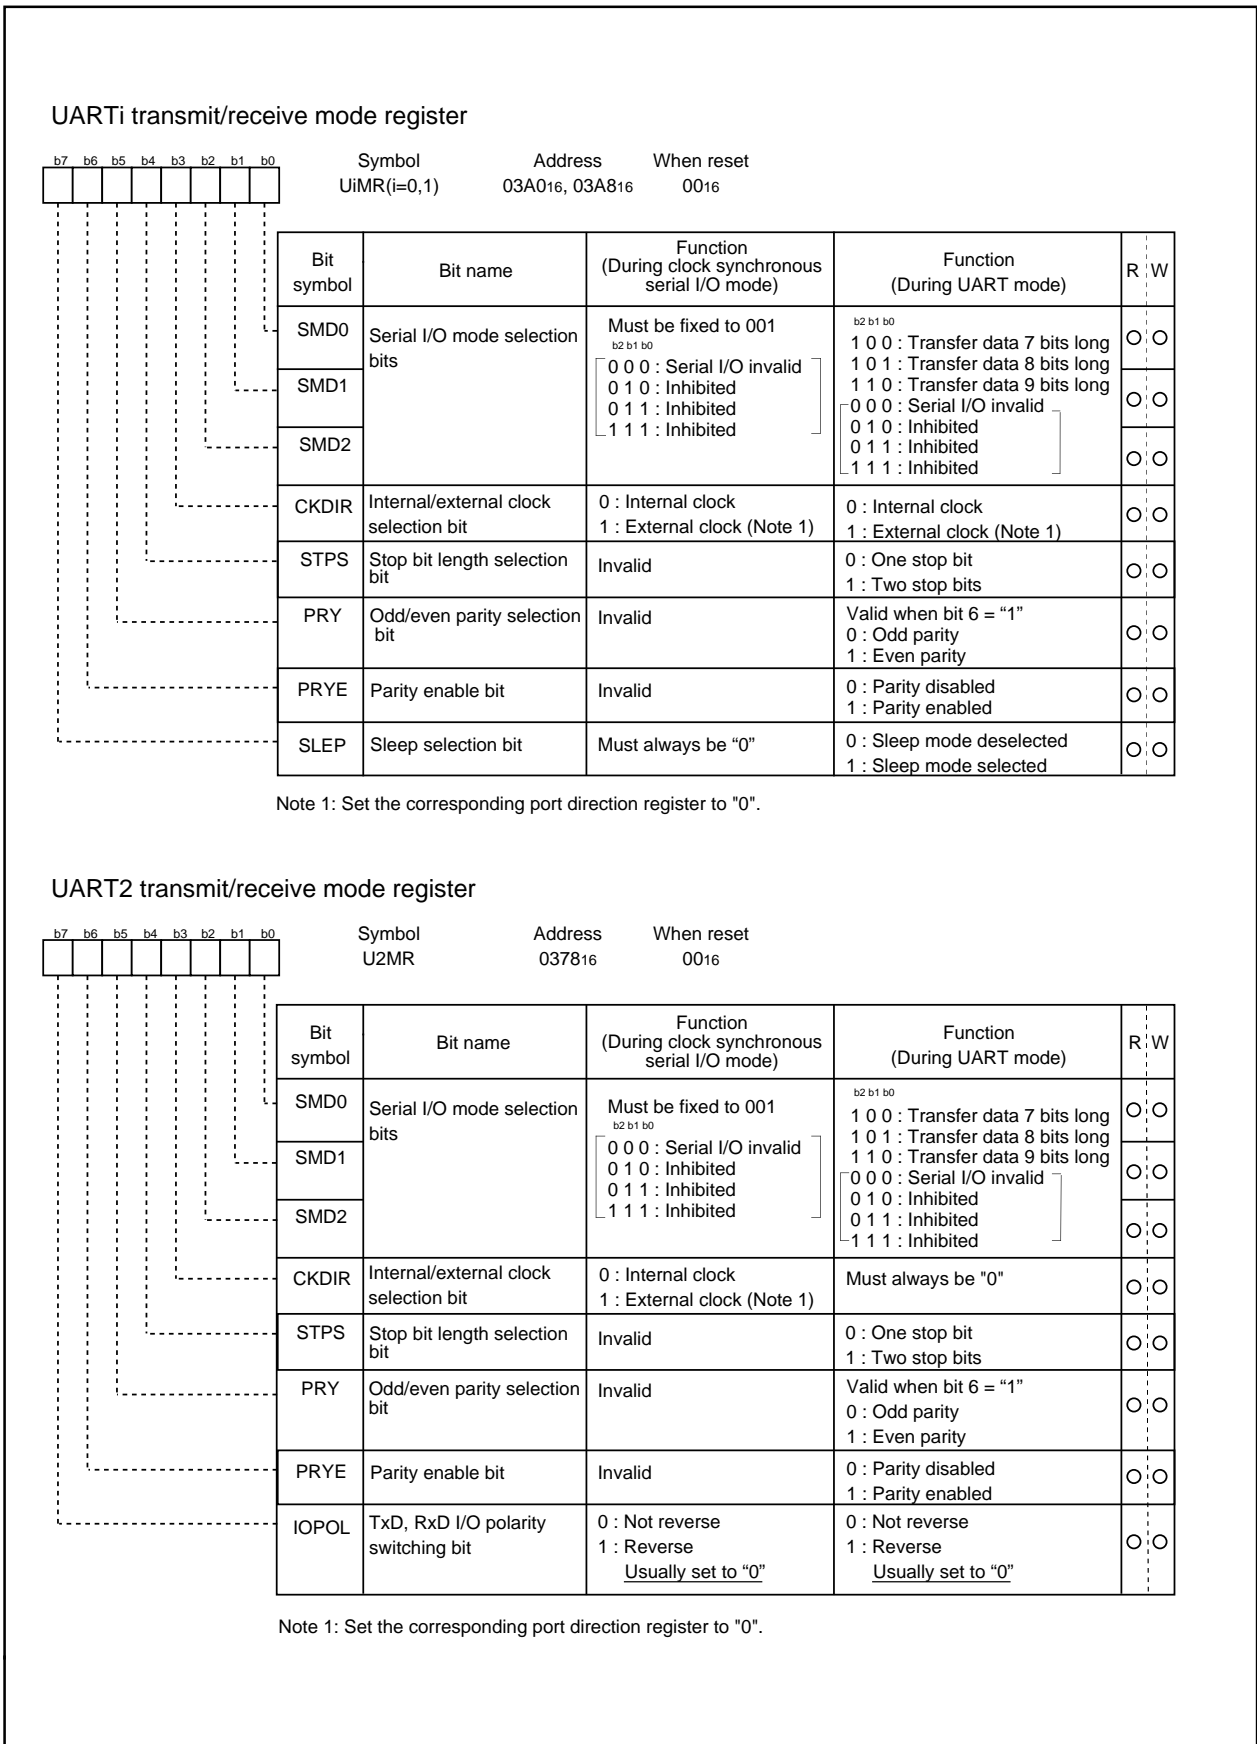 UARTi transmit/receive mode register
b7 b6 b5 b4 b3 b2 b1 b0
Symbol Address When reset
UiMR(i=0,1) 03A016, 03A816 0016
Bit symbol
Bit name
Function
(During clock synchronous
serial I/O mode)
Function
(During UART mode)
R W
SMD0
SMD1
SMD2
Serial I/O mode selection
bits
Must be fixed to 001
b2 b1 b0
0 0 0 : Serial I/O invalid
0 1 0 : Inhibited
0 1 1 : Inhibited
1 1 1 : Inhibited
b2 b1 b0
1 0 0 : Transfer data 7 bits long
1 0 1 : Transfer data 8 bits long
1 1 0 : Transfer data 9 bits long
0 0 0 : Serial I/O invalid
0 1 0 : Inhibited
0 1 1 : Inhibited
1 1 1 : Inhibited
CKDIR
Internal/external clock
selection bit
0 : Internal clock
1 : External clock (Note 1)
0 : Internal clock
1 : External clock (Note 1)
STPS
Stop bit length selection
bit
Invalid
0 : One stop bit
1 : Two stop bits
PRY
Odd/even parity selection
bit
Invalid
Valid when bit 6 = “1”
0 : Odd parity
1 : Even parity
PRYE
Parity enable bit
Invalid
0 : Parity disabled
1 : Parity enabled
SLEP
Sleep selection bit
Must always be “0”
0 : Sleep mode deselected
1 : Sleep mode selected
Note 1: Set the corresponding port direction register to "0".
UART2 transmit/receive mode register
b7 b6 b5 b4 b3 b2 b1 b0
Symbol Address When reset
U2MR 037816 0016
Bit symbol
Bit name
Function
(During clock synchronous
serial I/O mode)
Function
(During UART mode)
R W
SMD0
SMD1
SMD2
Serial I/O mode selection
bits
Must be fixed to 001
b2 b1 b0
0 0 0 : Serial I/O invalid
0 1 0 : Inhibited
0 1 1 : Inhibited
1 1 1 : Inhibited
b2 b1 b0
1 0 0 : Transfer data 7 bits long
1 0 1 : Transfer data 8 bits long
1 1 0 : Transfer data 9 bits long
0 0 0 : Serial I/O invalid
0 1 0 : Inhibited
0 1 1 : Inhibited
1 1 1 : Inhibited
CKDIR
Internal/external clock
selection bit
0 : Internal clock
1 : External clock (Note 1)
Must always be "0"
STPS
Stop bit length selection
bit
Invalid
0 : One stop bit
1 : Two stop bits
PRY
Odd/even parity selection
bit
Invalid
Valid when bit 6 = “1”
0 : Odd parity
1 : Even parity
PRYE
Parity enable bit
Invalid
0 : Parity disabled
1 : Parity enabled
IOPOL
TxD, RxD I/O polarity
switching bit
0 : Not reverse
1 : Reverse
Usually set to “0”
0 : Not reverse
1 : Reverse
Usually set to “0”
Note 1: Set the corresponding port direction register to "0".